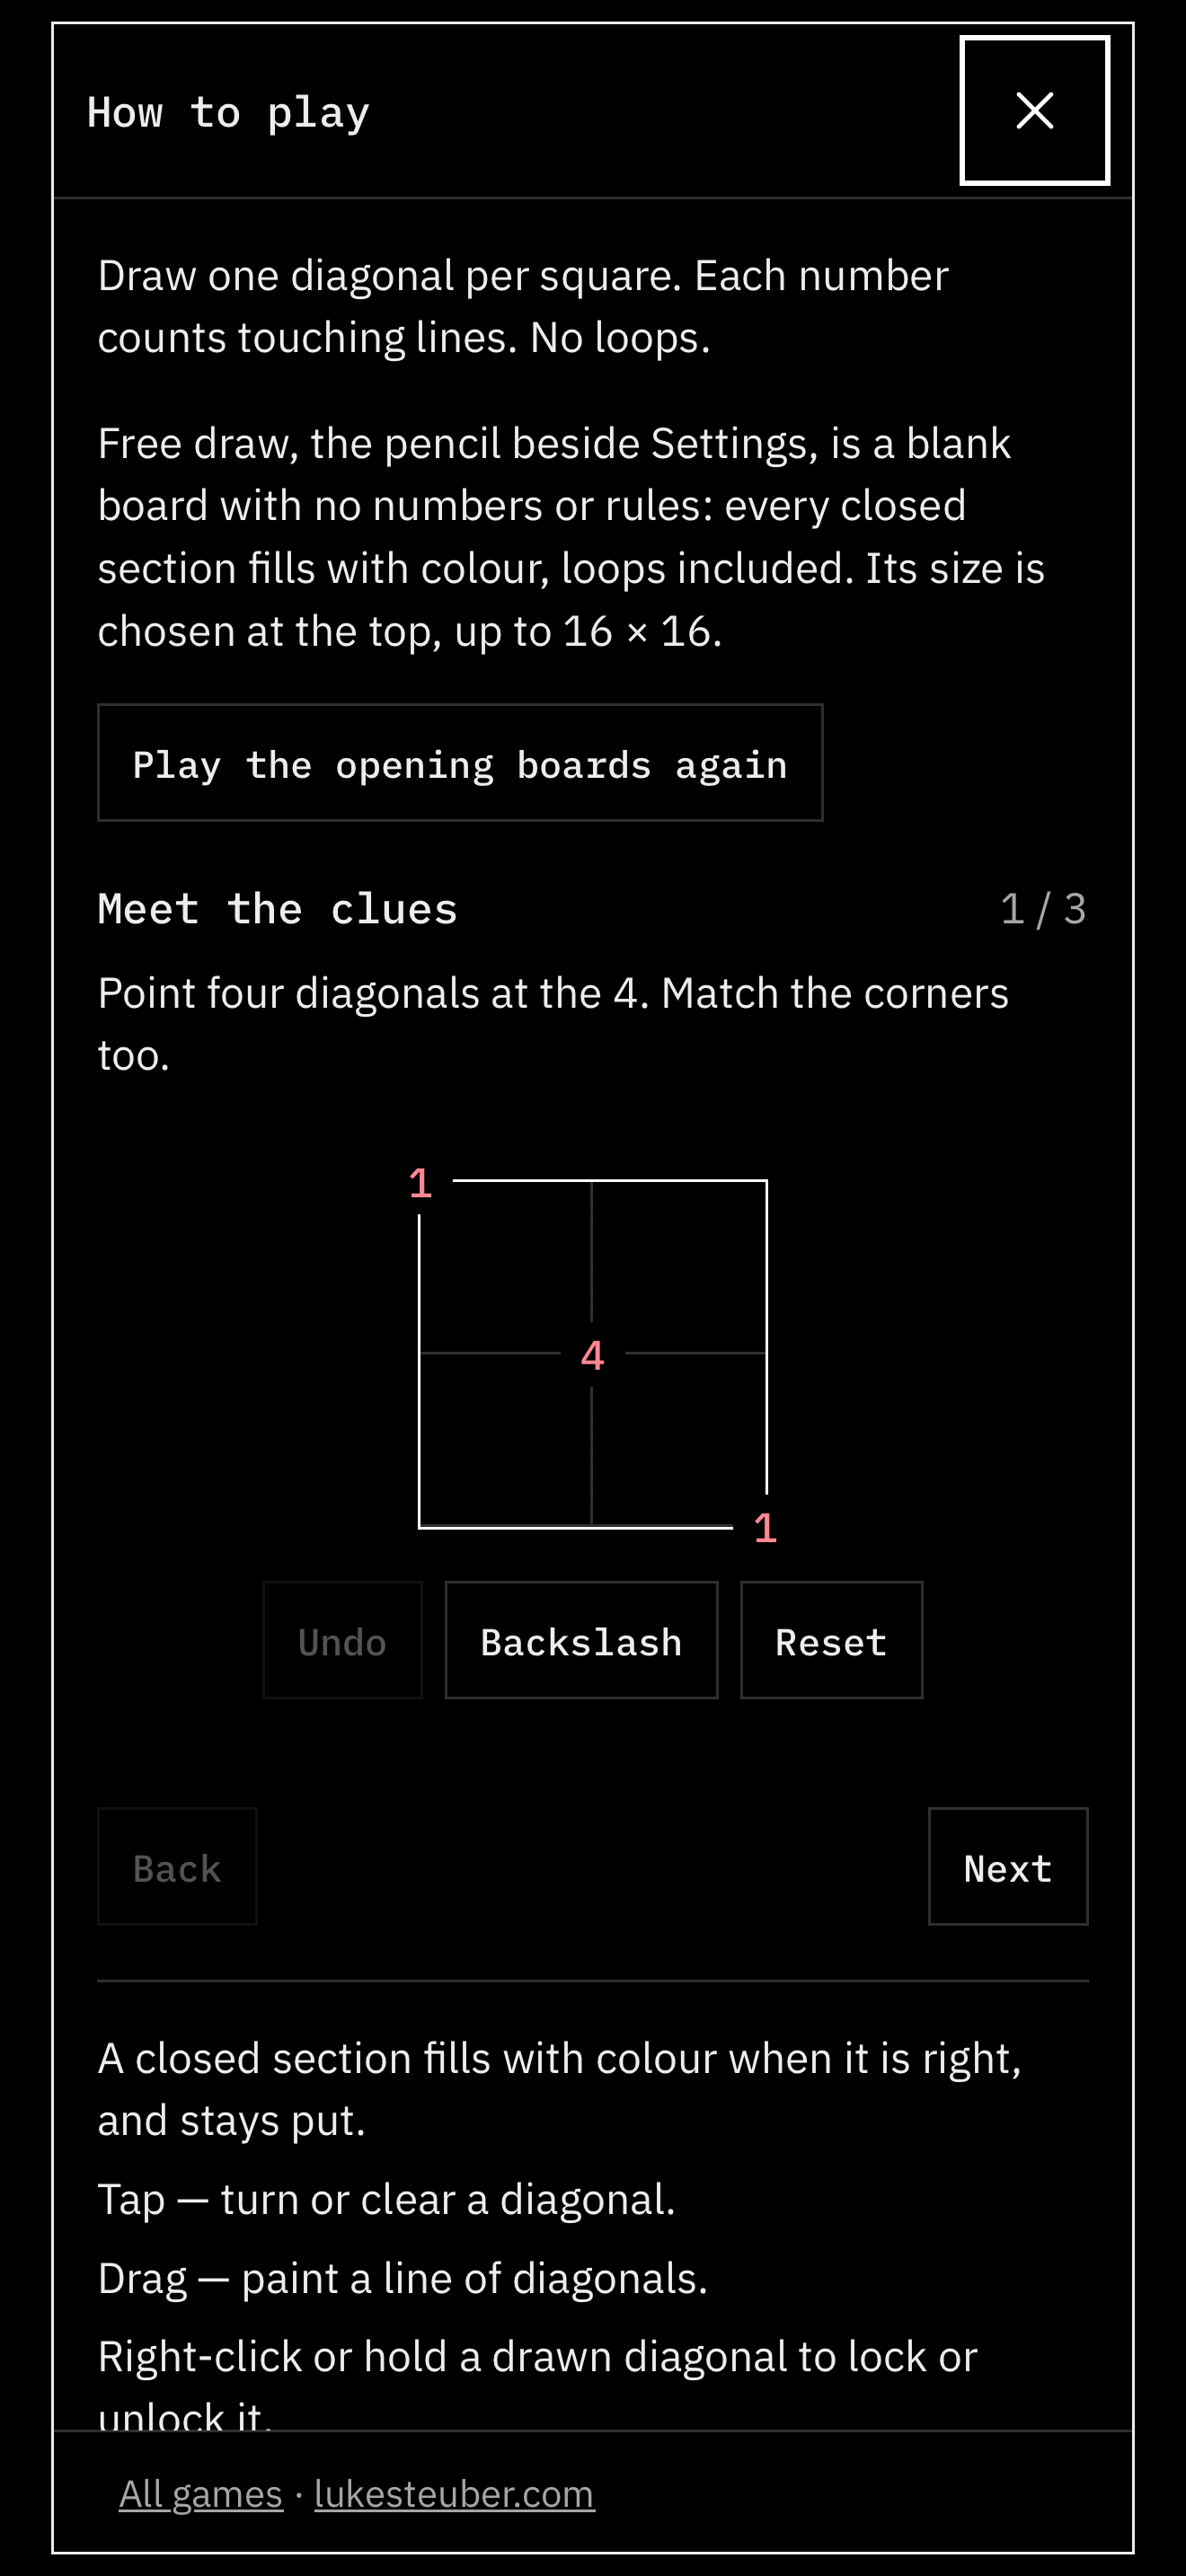 How to play
Draw one diagonal per square. Each number
counts touching lines. No loops.
Free draw, the pencil beside Settings, is a blank
board with no numbers or rules: every closed
section fills with colour, loops included. Its size is
chosen at the top, up to 16 × 16.
Play the opening boards again
Meet the clues 1 / 3
Point four diagonals at the 4. Match the corners
too.
1
4
1
Undo Backslash Reset
Back Next
A closed section fills with colour when it is right,
and stays put.
Tap — turn or clear a diagonal.
Drag — paint a line of diagonals.
Right-click or hold a drawn diagonal to lock or
unlock it.
All games · lukesteuber.com